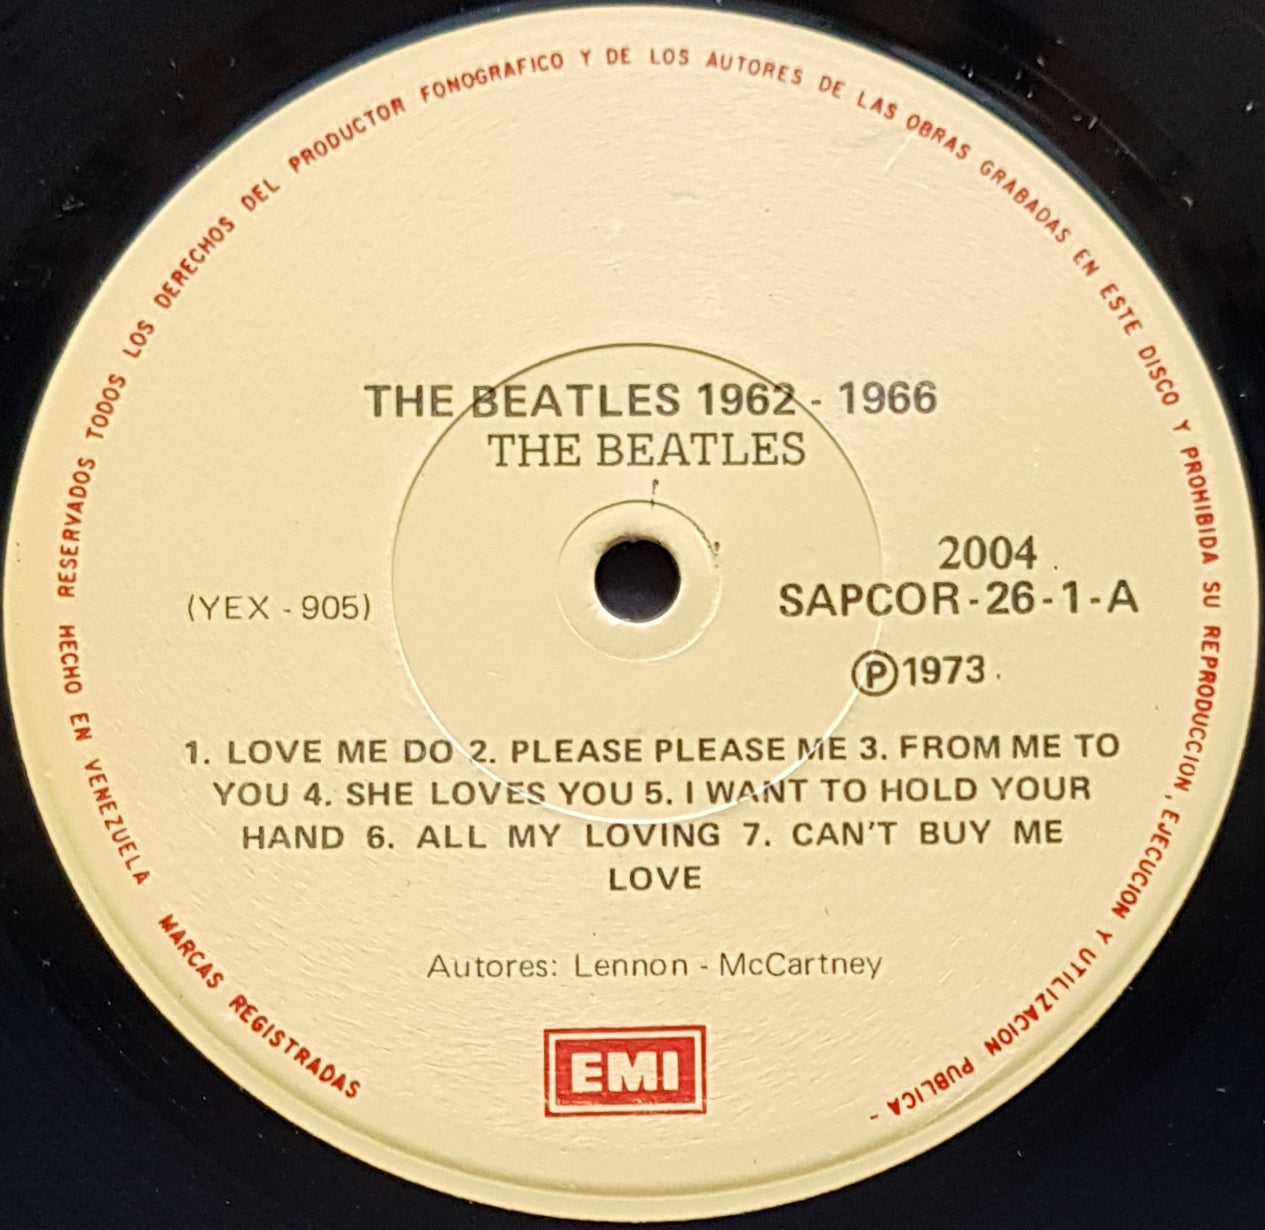 HECHO EN VENEZUELA RESERVADOS TODOS LOS DERECHOS DEL PRODUCTOR FONOGRAFICO Y DE LOS AUTORES DE LAS OBRAS GRABADAS EN ESTE DISCO Y PROHIBIDA SU REPRODUCCION, EJECUCION Y UTILIZACION PUBLICA -
MARCAS REGISTRADAS
THE BEATLES 1962 - 1966
THE BEATLES
2004
(YEX - 905)
SAPCOR-26-1-A
Ⓟ1973
1. LOVE ME DO 2. PLEASE PLEASE ME 3. FROM ME TO
YOU 4. SHE LOVES YOU 5. I WANT TO HOLD YOUR
HAND 6. ALL MY LOVING 7. CAN'T BUY ME
LOVE
Autores: Lennon - McCartney
EMI